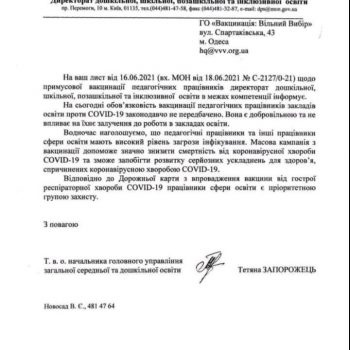 Директорат дошкільної, шкільної, позашкільної та інклюзивної освіти
пр. Перемоги, 10 м. Київ, 01135, тел.(044)481-47-58, факт (044) 481-32-87, e-mail: dps@mon.gov.ua
ГО «Вакцинація: Вільний Вибір»
вул. Спартаківська, 43
м. Одеса
hq@vvv.org.ua
На ваш лист від 16.06.2021 (вх. МОН від 18.06.2021 № С-2127/0-21) щодо
примусової вакцинації педагогічних працівників директорат дошкільної,
шкільної, позашкільної та інклюзивної освіти в межах компетенції інформує.
На сьогодні обов'язковість вакцинації педагогічних працівників закладів
освіти проти COVID-19 законодавчо не передбачено. Вона є добровільною та не
впливає на їхнє залучення до роботи в закладах освіти.
Водночас наголошуємо, що педагогічні працівники та інші працівники
сфери освіти мають високий рівень загрози інфікування. Масова кампанія з
вакцинації допоможе значно знизити смертність від коронавірусної хвороби
COVID-19 та зможе запобігти розвитку серйозних ускладнень для здоров'я,
спричинених коронавірусною хворобою COVID-19.
Відповідно до Дорожньої карти з впровадження вакцини від гострої
респіраторної хвороби COVID-19 працівники сфери освіти є пріоритетною
групою захисту.
З повагою
Т. в. о. начальника головного управління
загальної середньої та дошкільної освіти Тетяна ЗАПОРОЖЕЦЬ
Новосад В. Є., 481 47 64